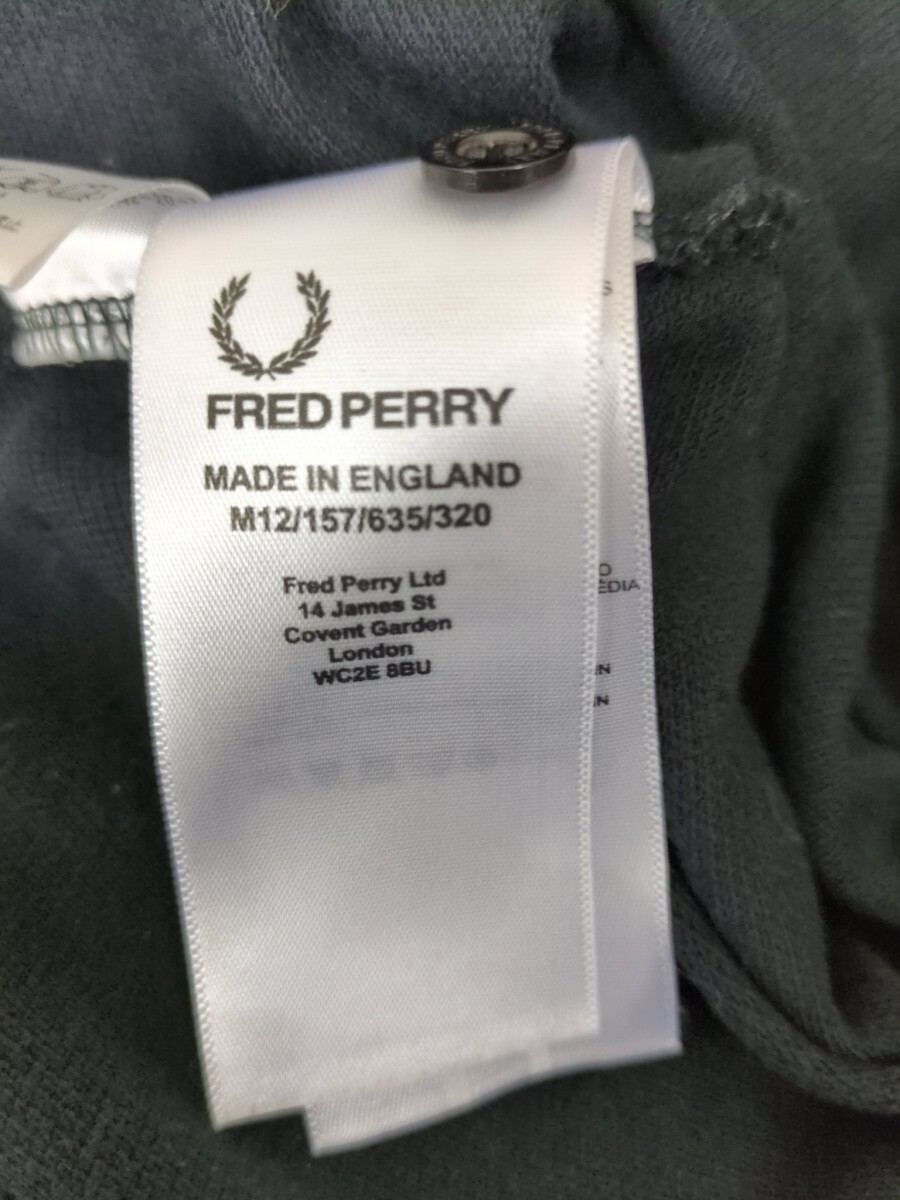 FRED PERRY
MADE IN ENGLAND
M12/157/635/320
Fred Perry Ltd
14 James St
Covent Garden
London
WC2E 8BU